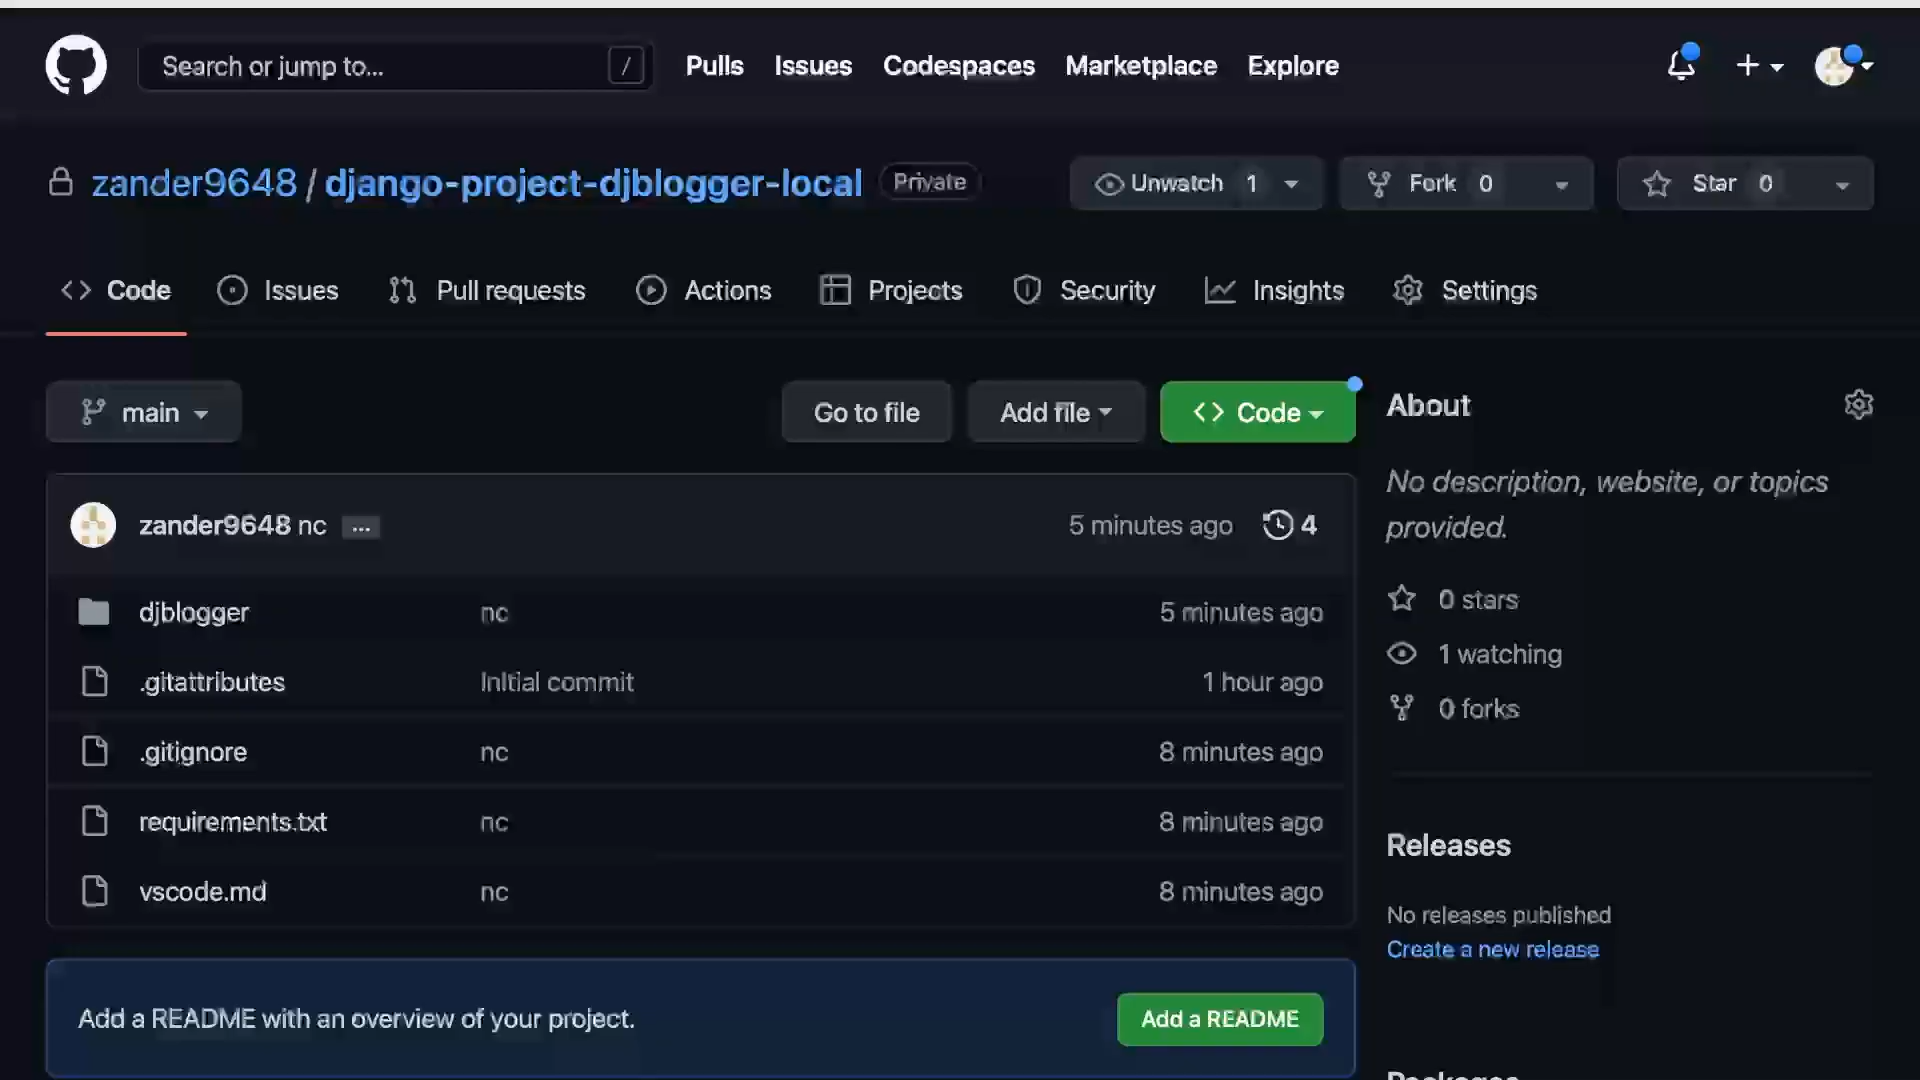 Search or jump to... /
Pulls Issues Codespaces Marketplace Explore
zander9648 / django-project-djblogger-local Private
Unwatch 1 Fork 0 Star 0
Code Issues Pull requests Actions Projects Security Insights Settings
main Go to file Add file Code
zander9648 nc ... 5 minutes ago 4
djblogger nc 5 minutes ago
.gitattributes Initial commit 1 hour ago
.gitignore nc 8 minutes ago
requirements.txt nc 8 minutes ago
vscode.md nc 8 minutes ago
Add a README with an overview of your project. Add a README
About
No description, website, or topics
provided.
0 stars
1 watching
0 forks
Releases
No releases published
Create a new release